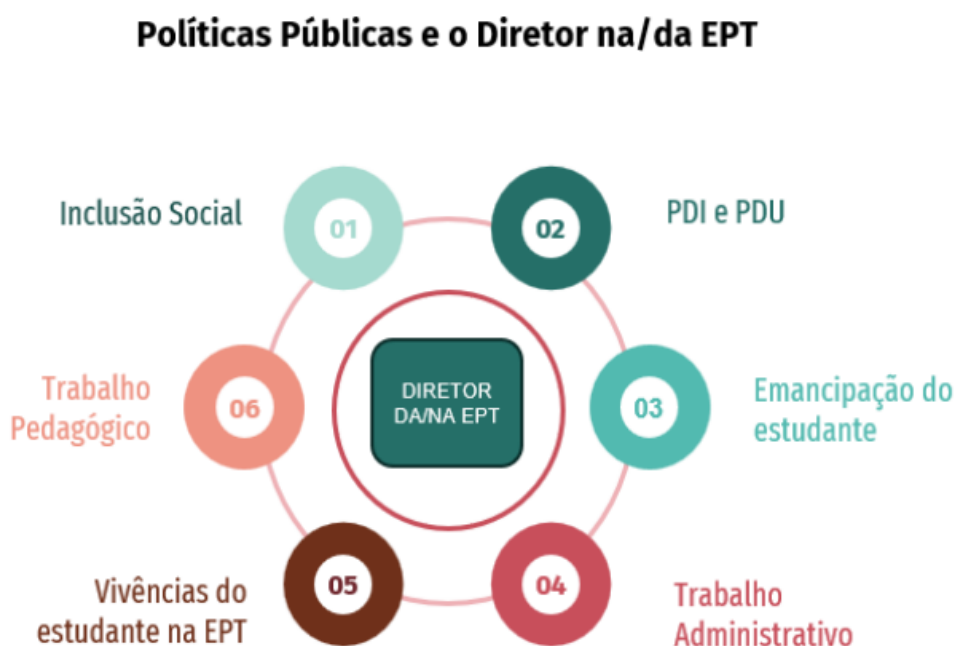 Políticas Públicas e o Diretor na/da EPT
Inclusão Social
01
02
PDI e PDU
Trabalho
Pedagógico
06
DIRETOR
DA/NA EPT
03
Emancipação do
estudante
Vivências do
estudante na EPT
05
04
Trabalho
Administrativo